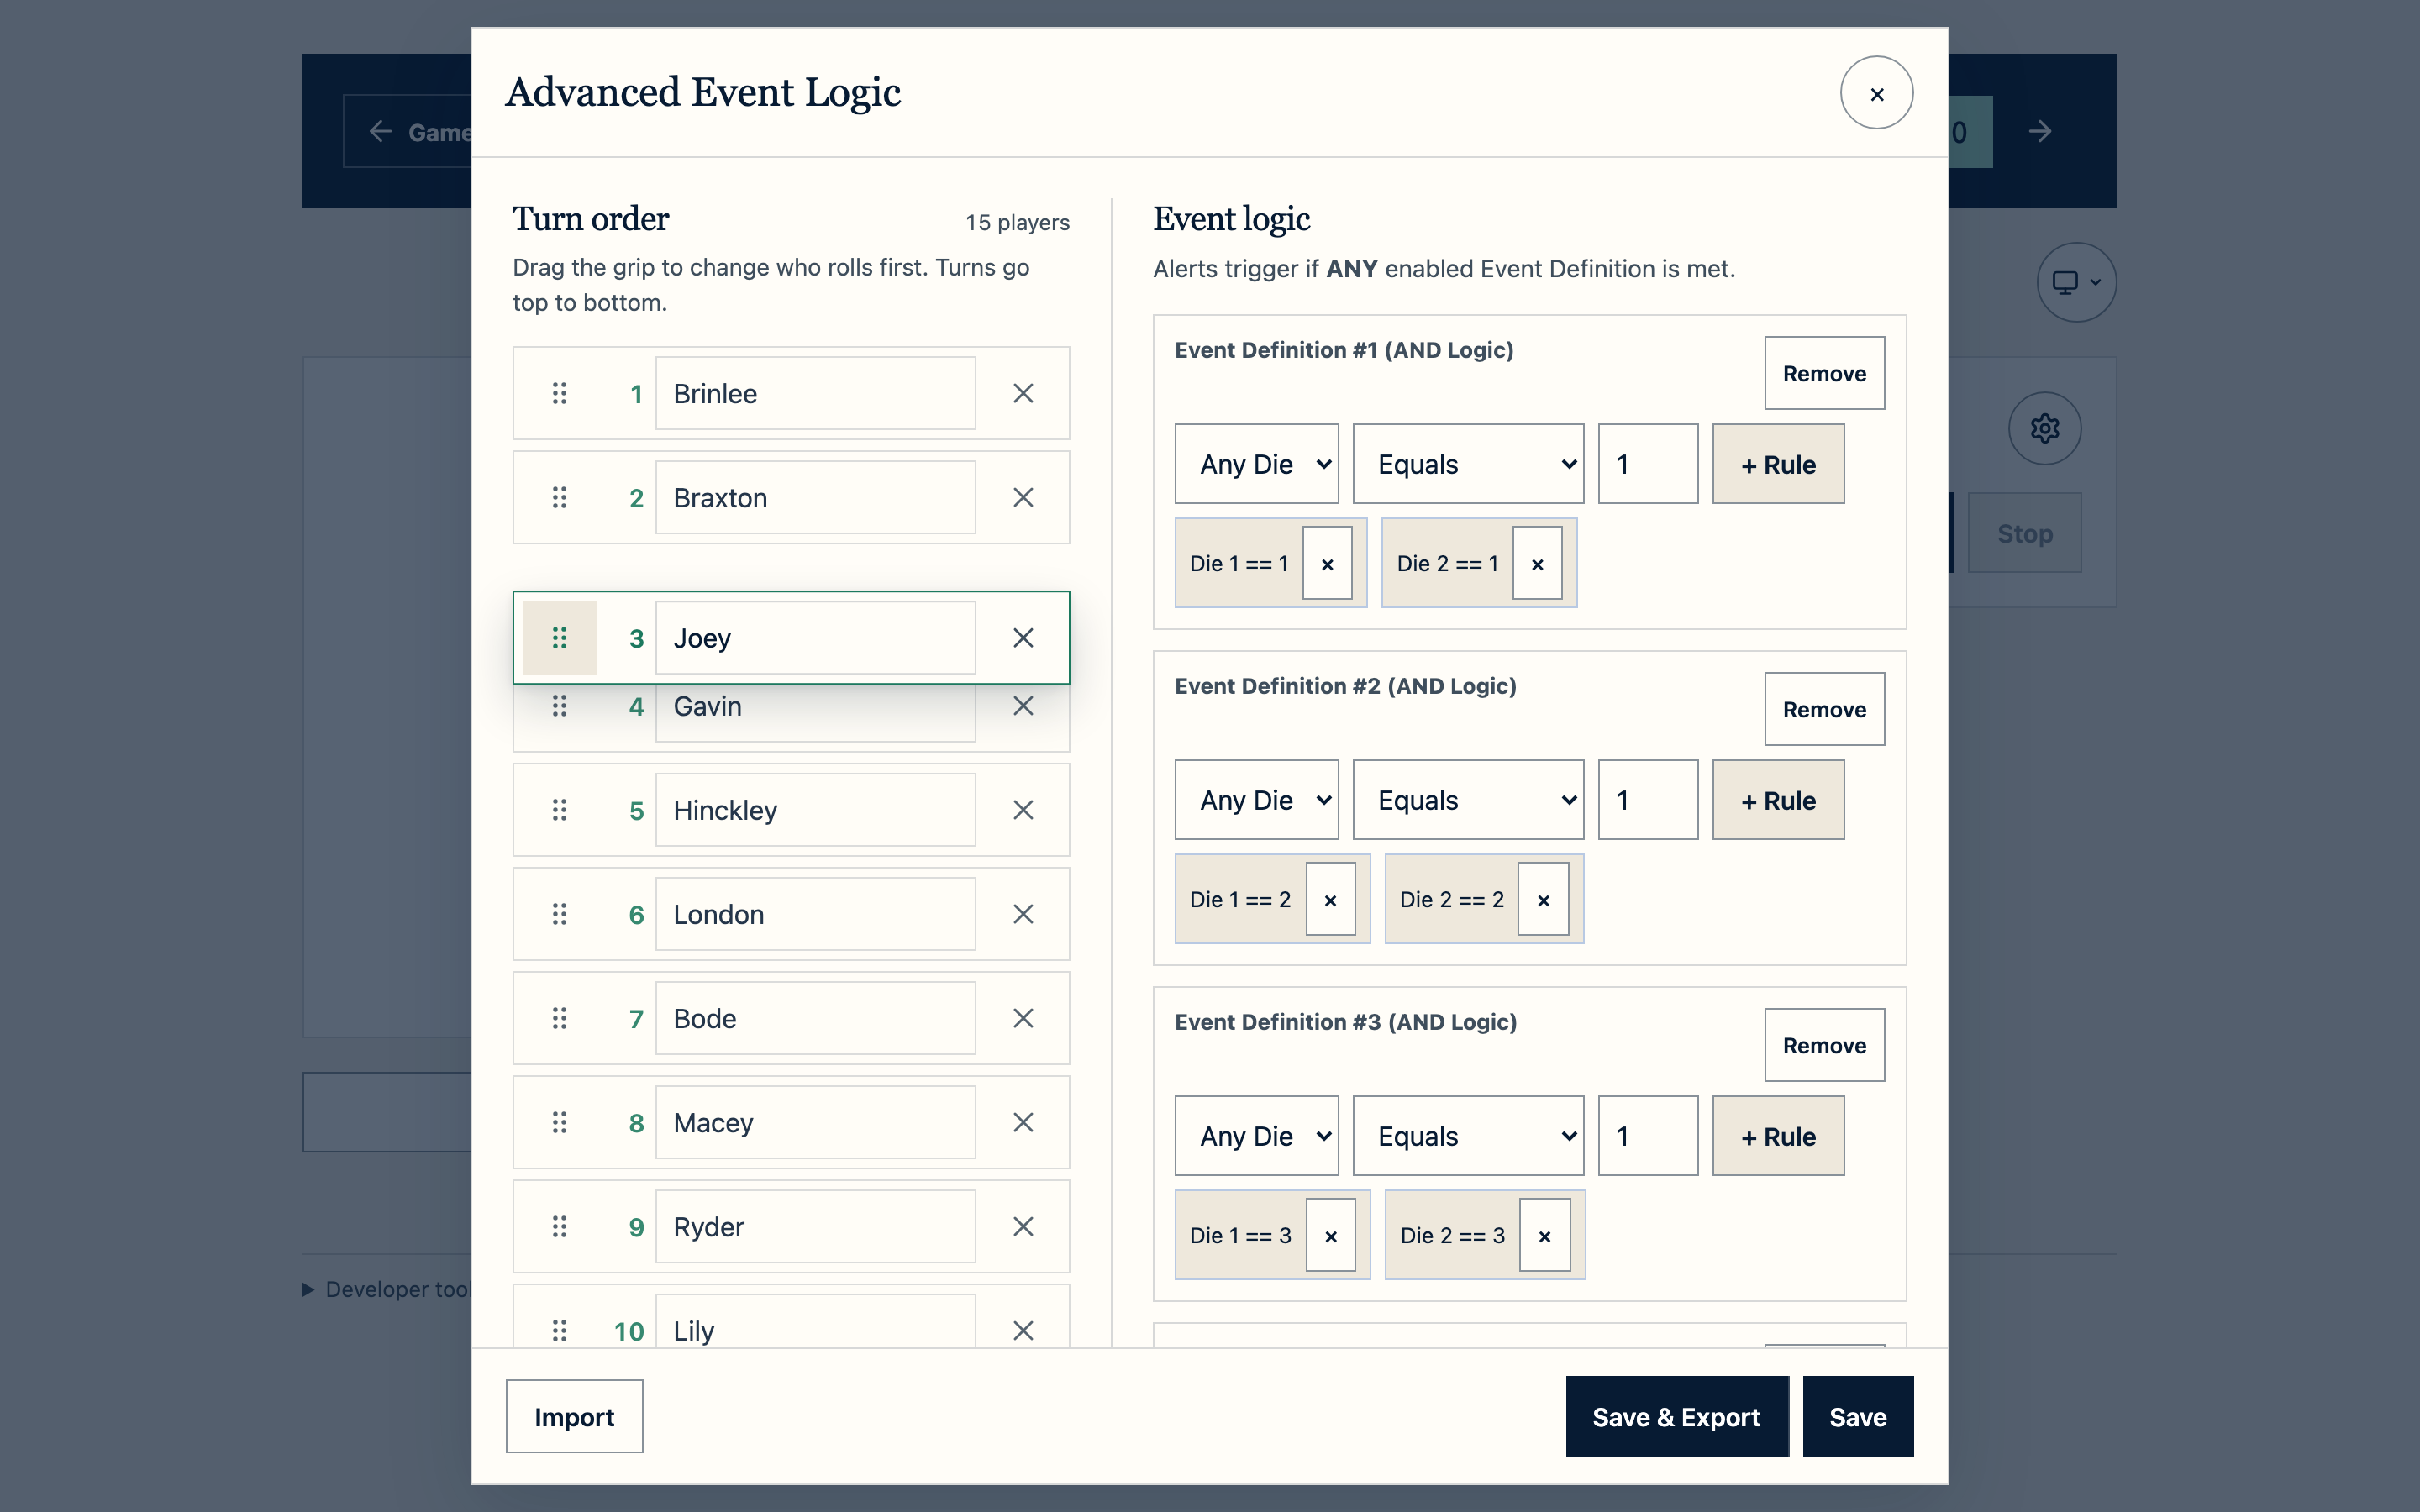 Advanced Event Logic
×
← Game
0
→
Turn order
15 players
Drag the grip to change who rolls first. Turns go
top to bottom.
1 Brinlee
2 Braxton
3 Joey
4 Gavin
5 Hinckley
6 London
7 Bode
8 Macey
9 Ryder
10 Lily
Import
Event logic
Alerts trigger if ANY enabled Event Definition is met.
Event Definition #1 (AND Logic)
Remove
Any Die Equals 1 + Rule
Die 1 == 1 × Die 2 == 1 ×
Event Definition #2 (AND Logic)
Remove
Any Die Equals 1 + Rule
Die 1 == 2 × Die 2 == 2 ×
Event Definition #3 (AND Logic)
Remove
Any Die Equals 1 + Rule
Die 1 == 3 × Die 2 == 3 ×
Save & Export
Save
Stop
Developer